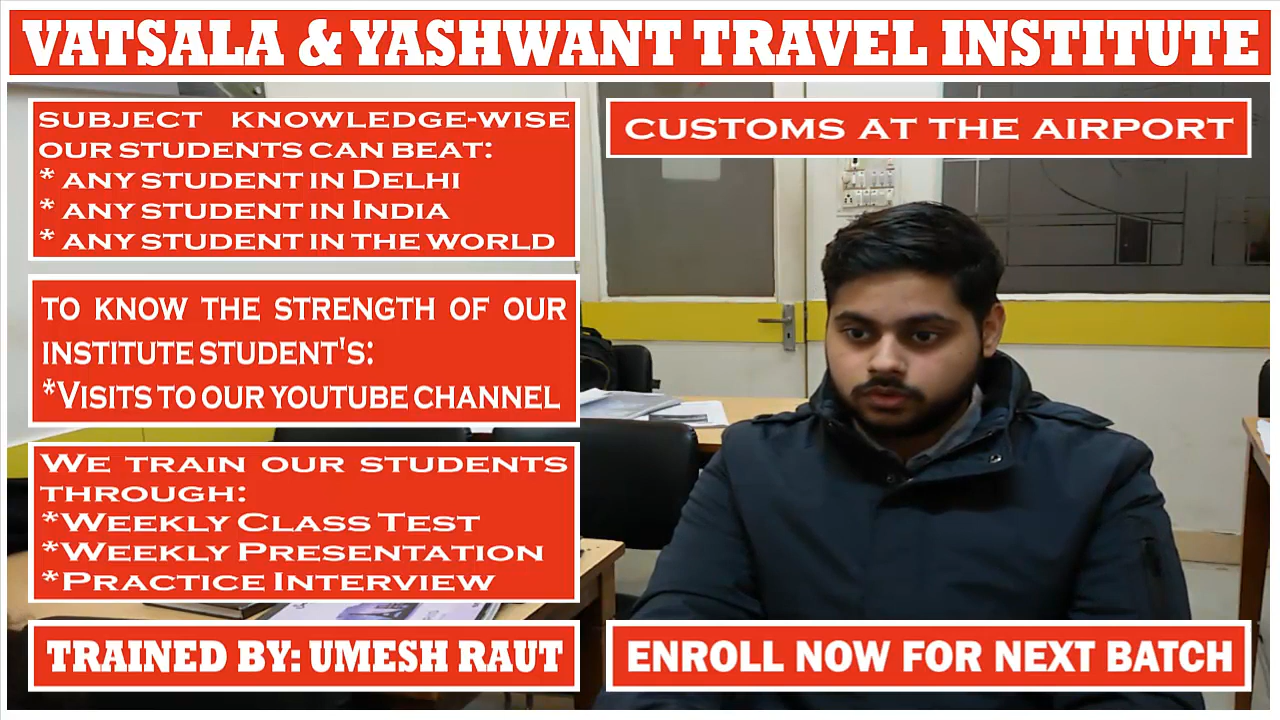 VATSALA & YASHWANT TRAVEL INSTITUTE
SUBJECT KNOWLEDGE-WISE
OUR STUDENTS CAN BEAT:
* ANY STUDENT IN DELHI
* ANY STUDENT IN INDIA
* ANY STUDENT IN THE WORLD
TO KNOW THE STRENGTH OF OUR
INSTITUTE STUDENT'S:
*VISITS TO OUR YOUTUBE CHANNEL
WE TRAIN OUR STUDENTS
THROUGH:
*WEEKLY CLASS TEST
*WEEKLY PRESENTATION
*PRACTICE INTERVIEW
TRAINED BY: UMESH RAUT
CUSTOMS AT THE AIRPORT
ENROLL NOW FOR NEXT BATCH